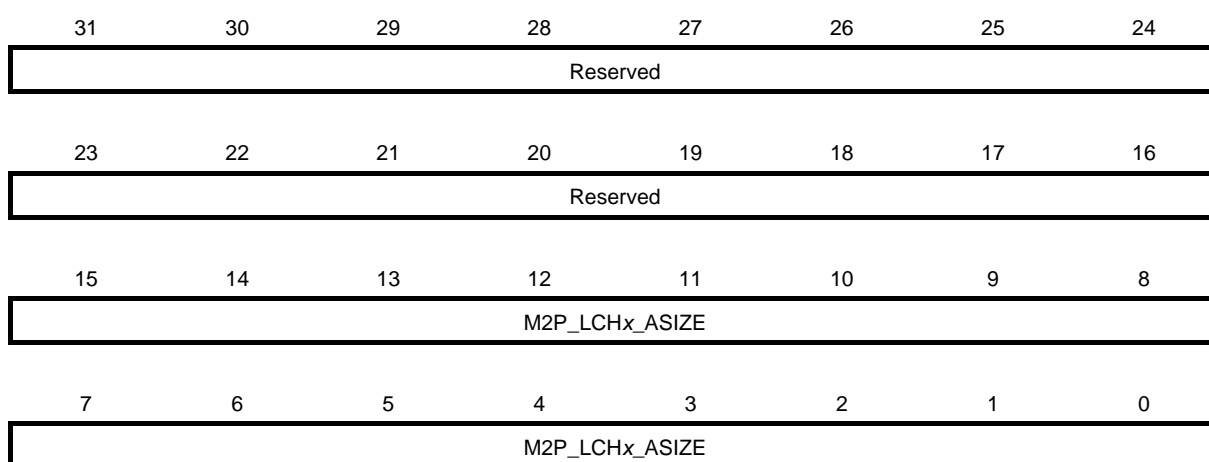 31 30 29 28 27 26 25 24
Reserved
23 22 21 20 19 18 17 16
Reserved
15 14 13 12 11 10 9 8
M2P_LCHx_ASIZE
7 6 5 4 3 2 1 0
M2P_LCHx_ASIZE